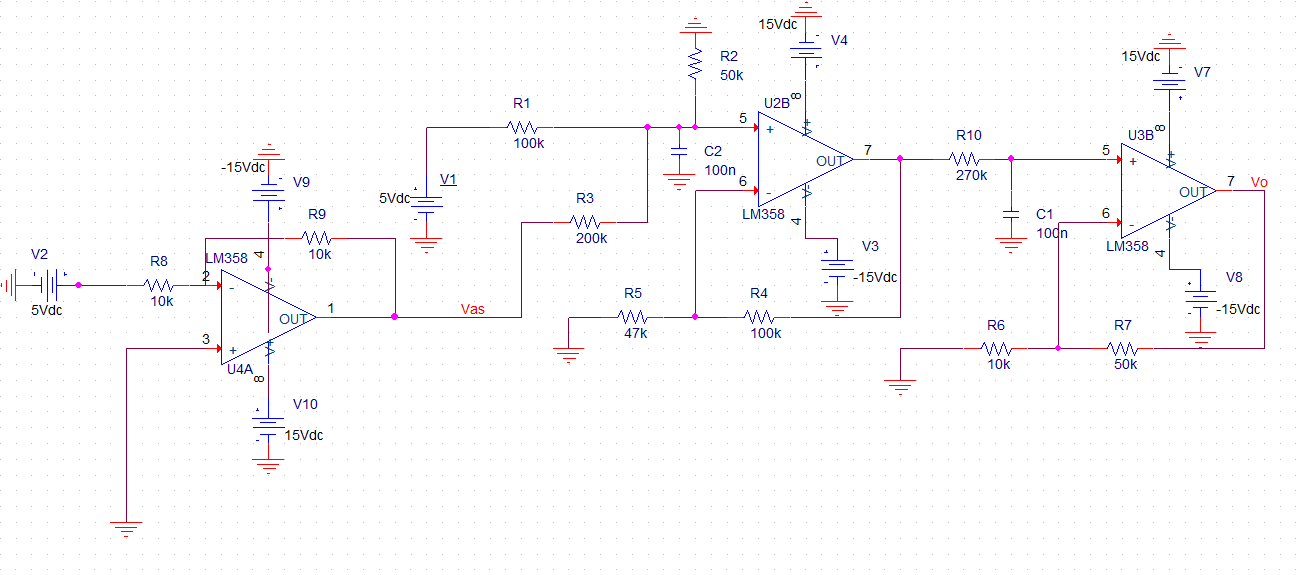 15Vdc
V4
R2
50k
15Vdc
V7
U2B
8
R1
100k
5
+
V+
C2
100n
OUT
7
6
-
V-
LM358
4
R10
270k
U3B
8
5
+
V+
OUT
7
Vo
6
-
V-
LM358
4
C1
100n
-15Vdc
V9
V1
5Vdc
R3
200k
R9
10k
V3
-15Vdc
V8
-15Vdc
V2
5Vdc
R8
10k
LM358
4
2
-
V-
OUT
1
Vas
3
+
V+
U4A
8
R5
47k
R4
100k
R6
10k
R7
50k
V10
15Vdc